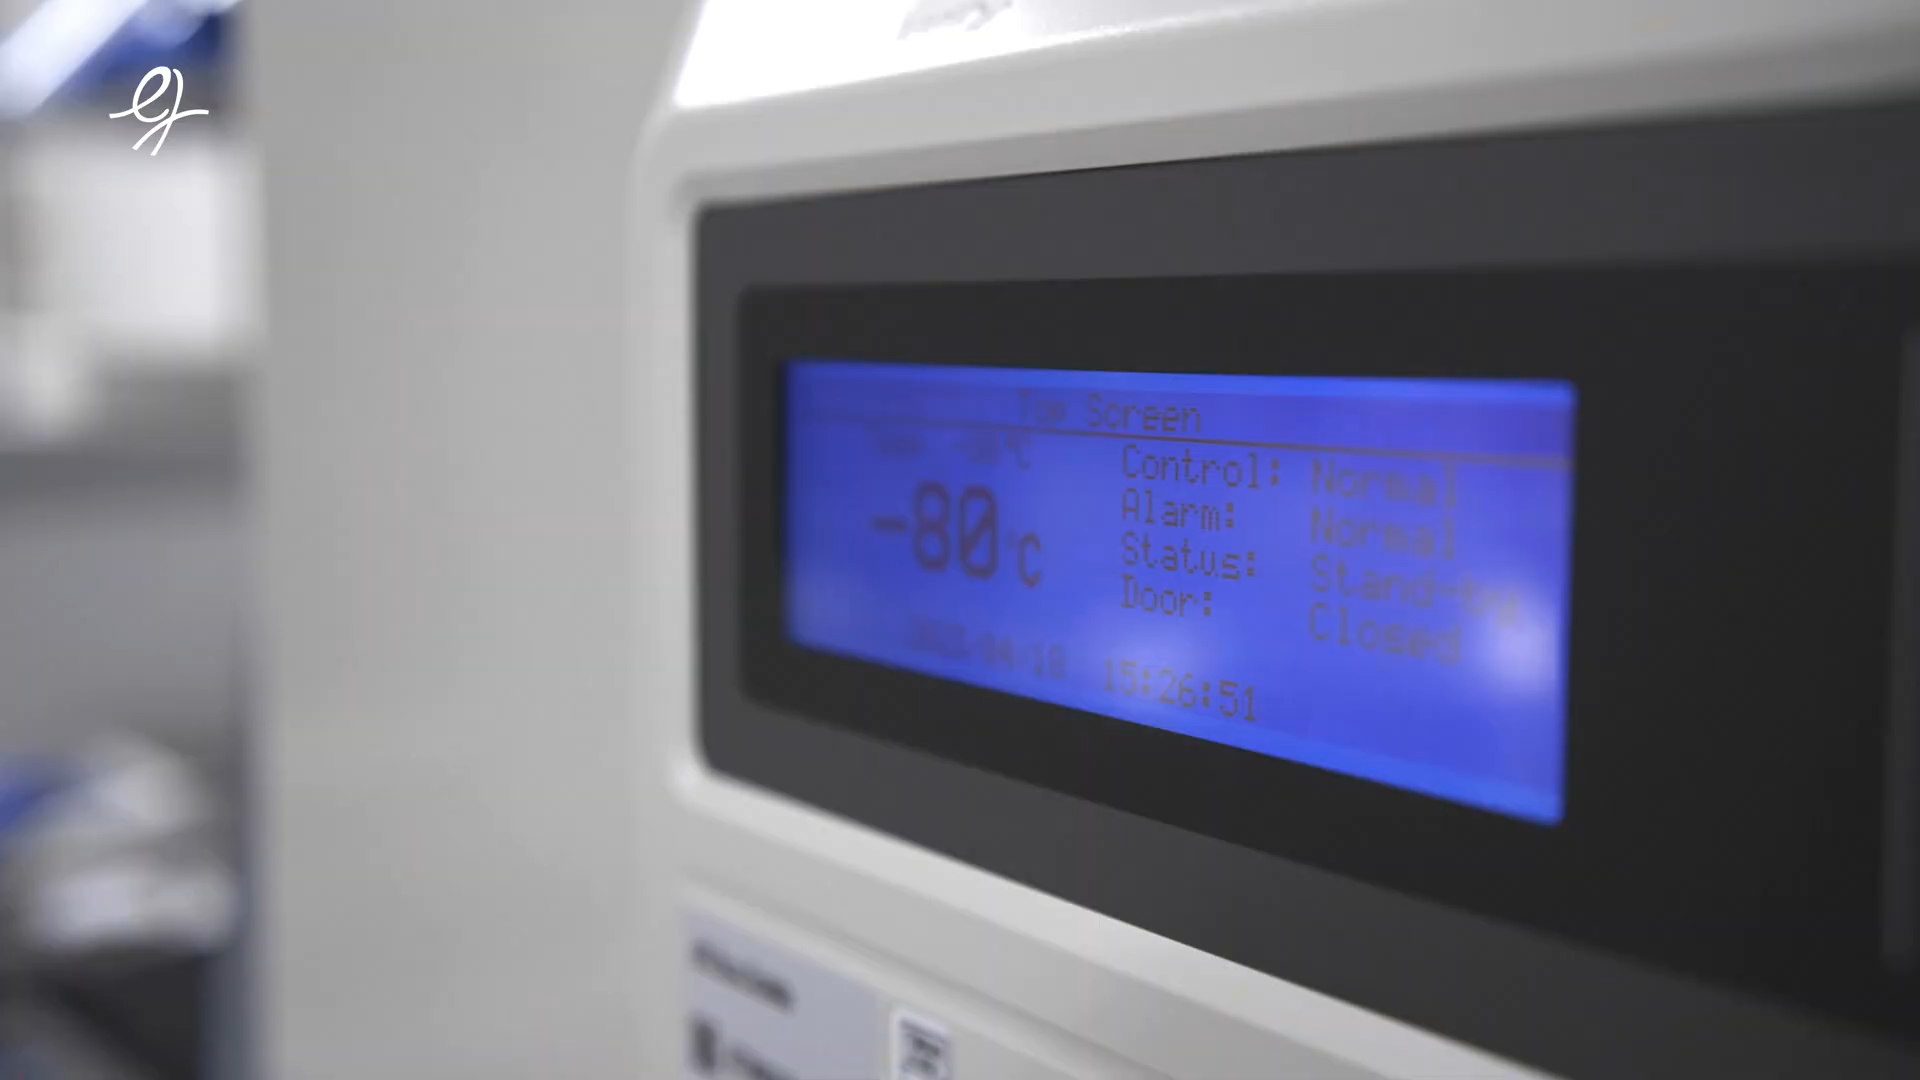 Top Screen
-80°C
Control: Normal
Alarm: Normal
Status: Stand-by
Door: Closed
15:26:51